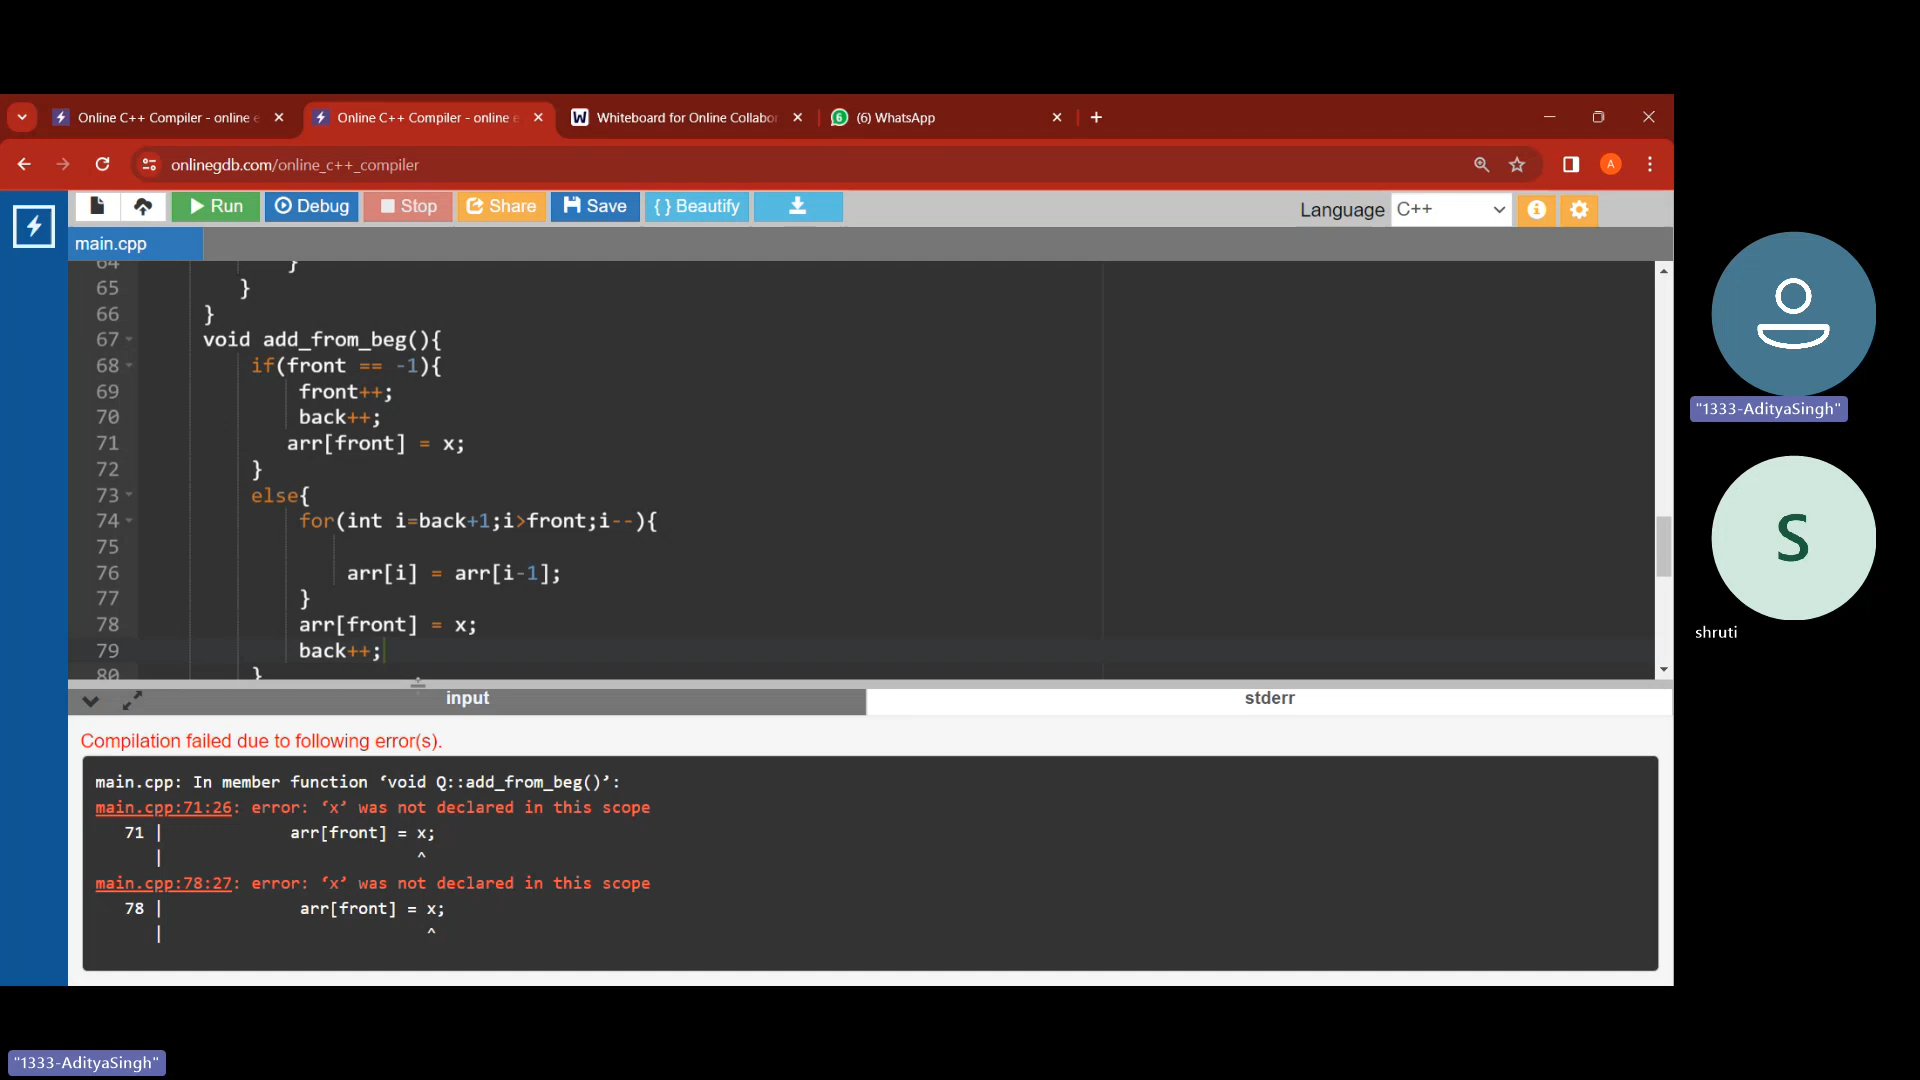 Online C++ Compiler - online e
Online C++ Compiler - online e
Whiteboard for Online Collabor
(6) WhatsApp
onlinegdb.com/online_c++_compiler
A
Run
Debug
Stop
Share
Save
{ } Beautify
Language
C++
main.cpp
64 }
65 }
66 }
67 void add_from_beg(){
68 if(front == -1){
69 front++;
70 back++;
71 arr[front] = x;
72 }
73 else{
74 for(int i=back+1;i>front;i--){
75
76 arr[i] = arr[i-1];
77 }
78 arr[front] = x;
79 back++;
80 }
input
stderr
Compilation failed due to following error(s).
main.cpp: In member function ‘void Q::add_from_beg()’:
main.cpp:71:26: error: ‘x’ was not declared in this scope
71 | arr[front] = x;
| ^
main.cpp:78:27: error: ‘x’ was not declared in this scope
78 | arr[front] = x;
| ^
"1333-AdityaSingh"
S
shruti
"1333-AdityaSingh"